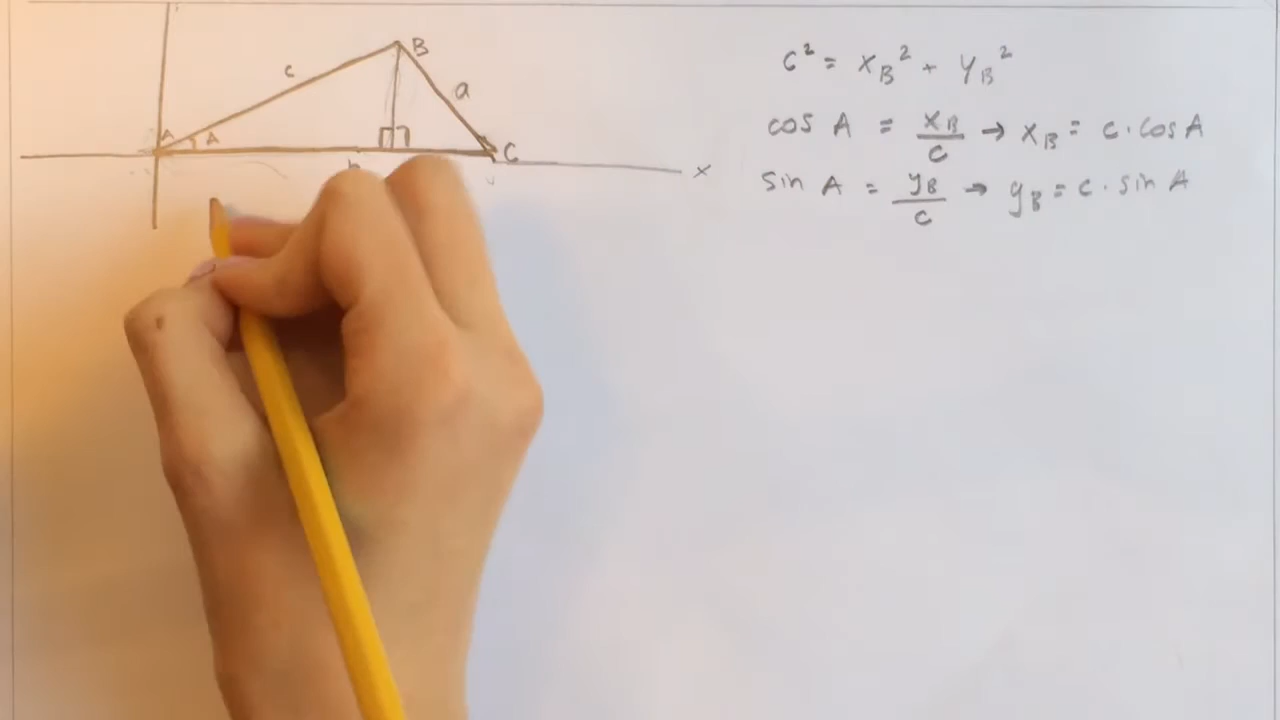 B
c
a
A A
C
b
x
c² = x_B² + y_B²
cos A = x_B/c → x_B = c · cos A
sin A = y_B/c → y_B = c · sin A